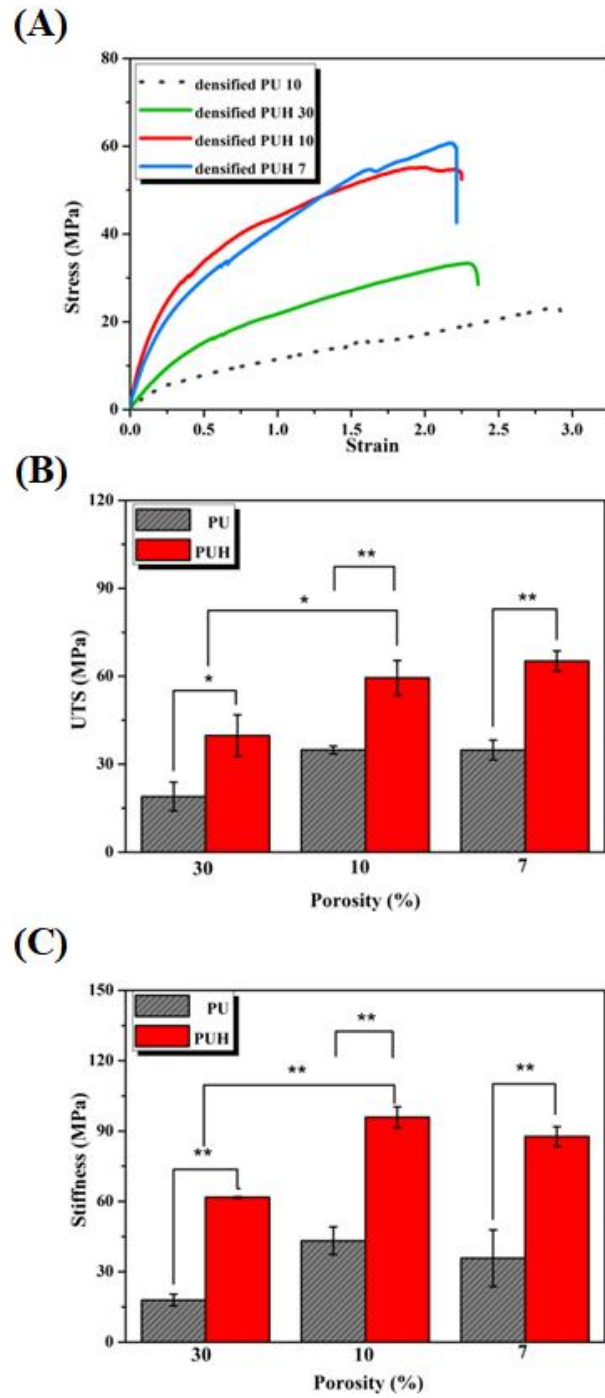 (A)
80
60
40
20
0
Stress (MPa)
densified PU 10
densified PUH 30
densified PUH 10
densified PUH 7
0.0 0.5 1.0 1.5 2.0 2.5 3.0
Strain
(B)
120
90
60
30
0
UTS (MPa)
PU
PUH
*
*
**
**
30 10 7
Porosity (%)
(C)
150
120
90
60
30
0
Stiffness (MPa)
PU
PUH
**
**
**
**
30 10 7
Porosity (%)